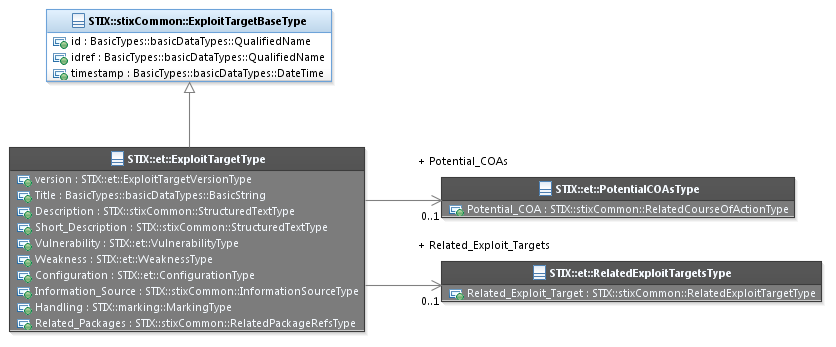 STIX::stixCommon::ExploitTargetBaseType
id : BasicTypes::basicDataTypes::QualifiedName
idref : BasicTypes::basicDataTypes::QualifiedName
timestamp : BasicTypes::basicDataTypes::DateTime
STIX::et::ExploitTargetType
version : STIX::et::ExploitTargetVersionType
Title : BasicTypes::basicDataTypes::BasicString
Description : STIX::stixCommon::StructuredTextType
Short_Description : STIX::stixCommon::StructuredTextType
Vulnerability : STIX::et::VulnerabilityType
Weakness : STIX::et::WeaknessType
Configuration : STIX::et::ConfigurationType
Information_Source : STIX::stixCommon::InformationSourceType
Handling : STIX::marking::MarkingType
Related_Packages : STIX::stixCommon::RelatedPackageRefsType
+ Potential_COAs
0..1
STIX::et::PotentialCOAsType
Potential_COA : STIX::stixCommon::RelatedCourseOfActionType
+ Related_Exploit_Targets
0..1
STIX::et::RelatedExploitTargetsType
Related_Exploit_Target : STIX::stixCommon::RelatedExploitTargetType